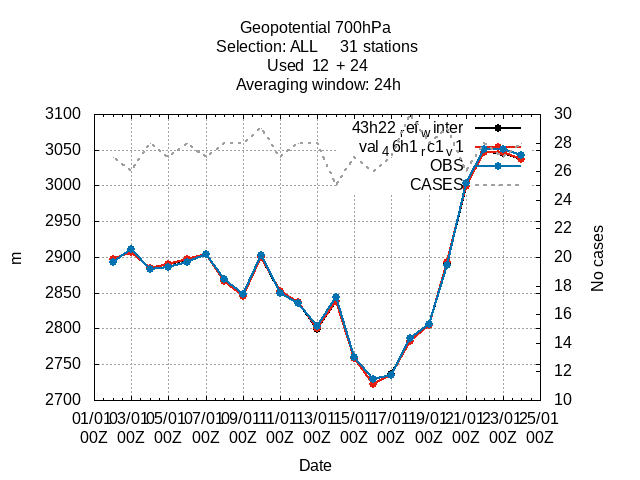 Geopotential 700hPa
Selection: ALL 31 stations
Used 12 + 24
Averaging window: 24h
3100
3050
3000
2950
2900
2850
2800
2750
2700
30
28
26
24
22
20
18
16
14
12
10
43h22_ref_winter
val_46h1_rc1_v1
OBS
CASES
m
No cases
01/01 03/01 05/01 07/01 09/01 11/01 13/01 15/01 17/01 19/01 21/01 23/01 25/01
00Z 00Z 00Z 00Z 00Z 00Z 00Z 00Z 00Z 00Z 00Z 00Z 00Z
Date